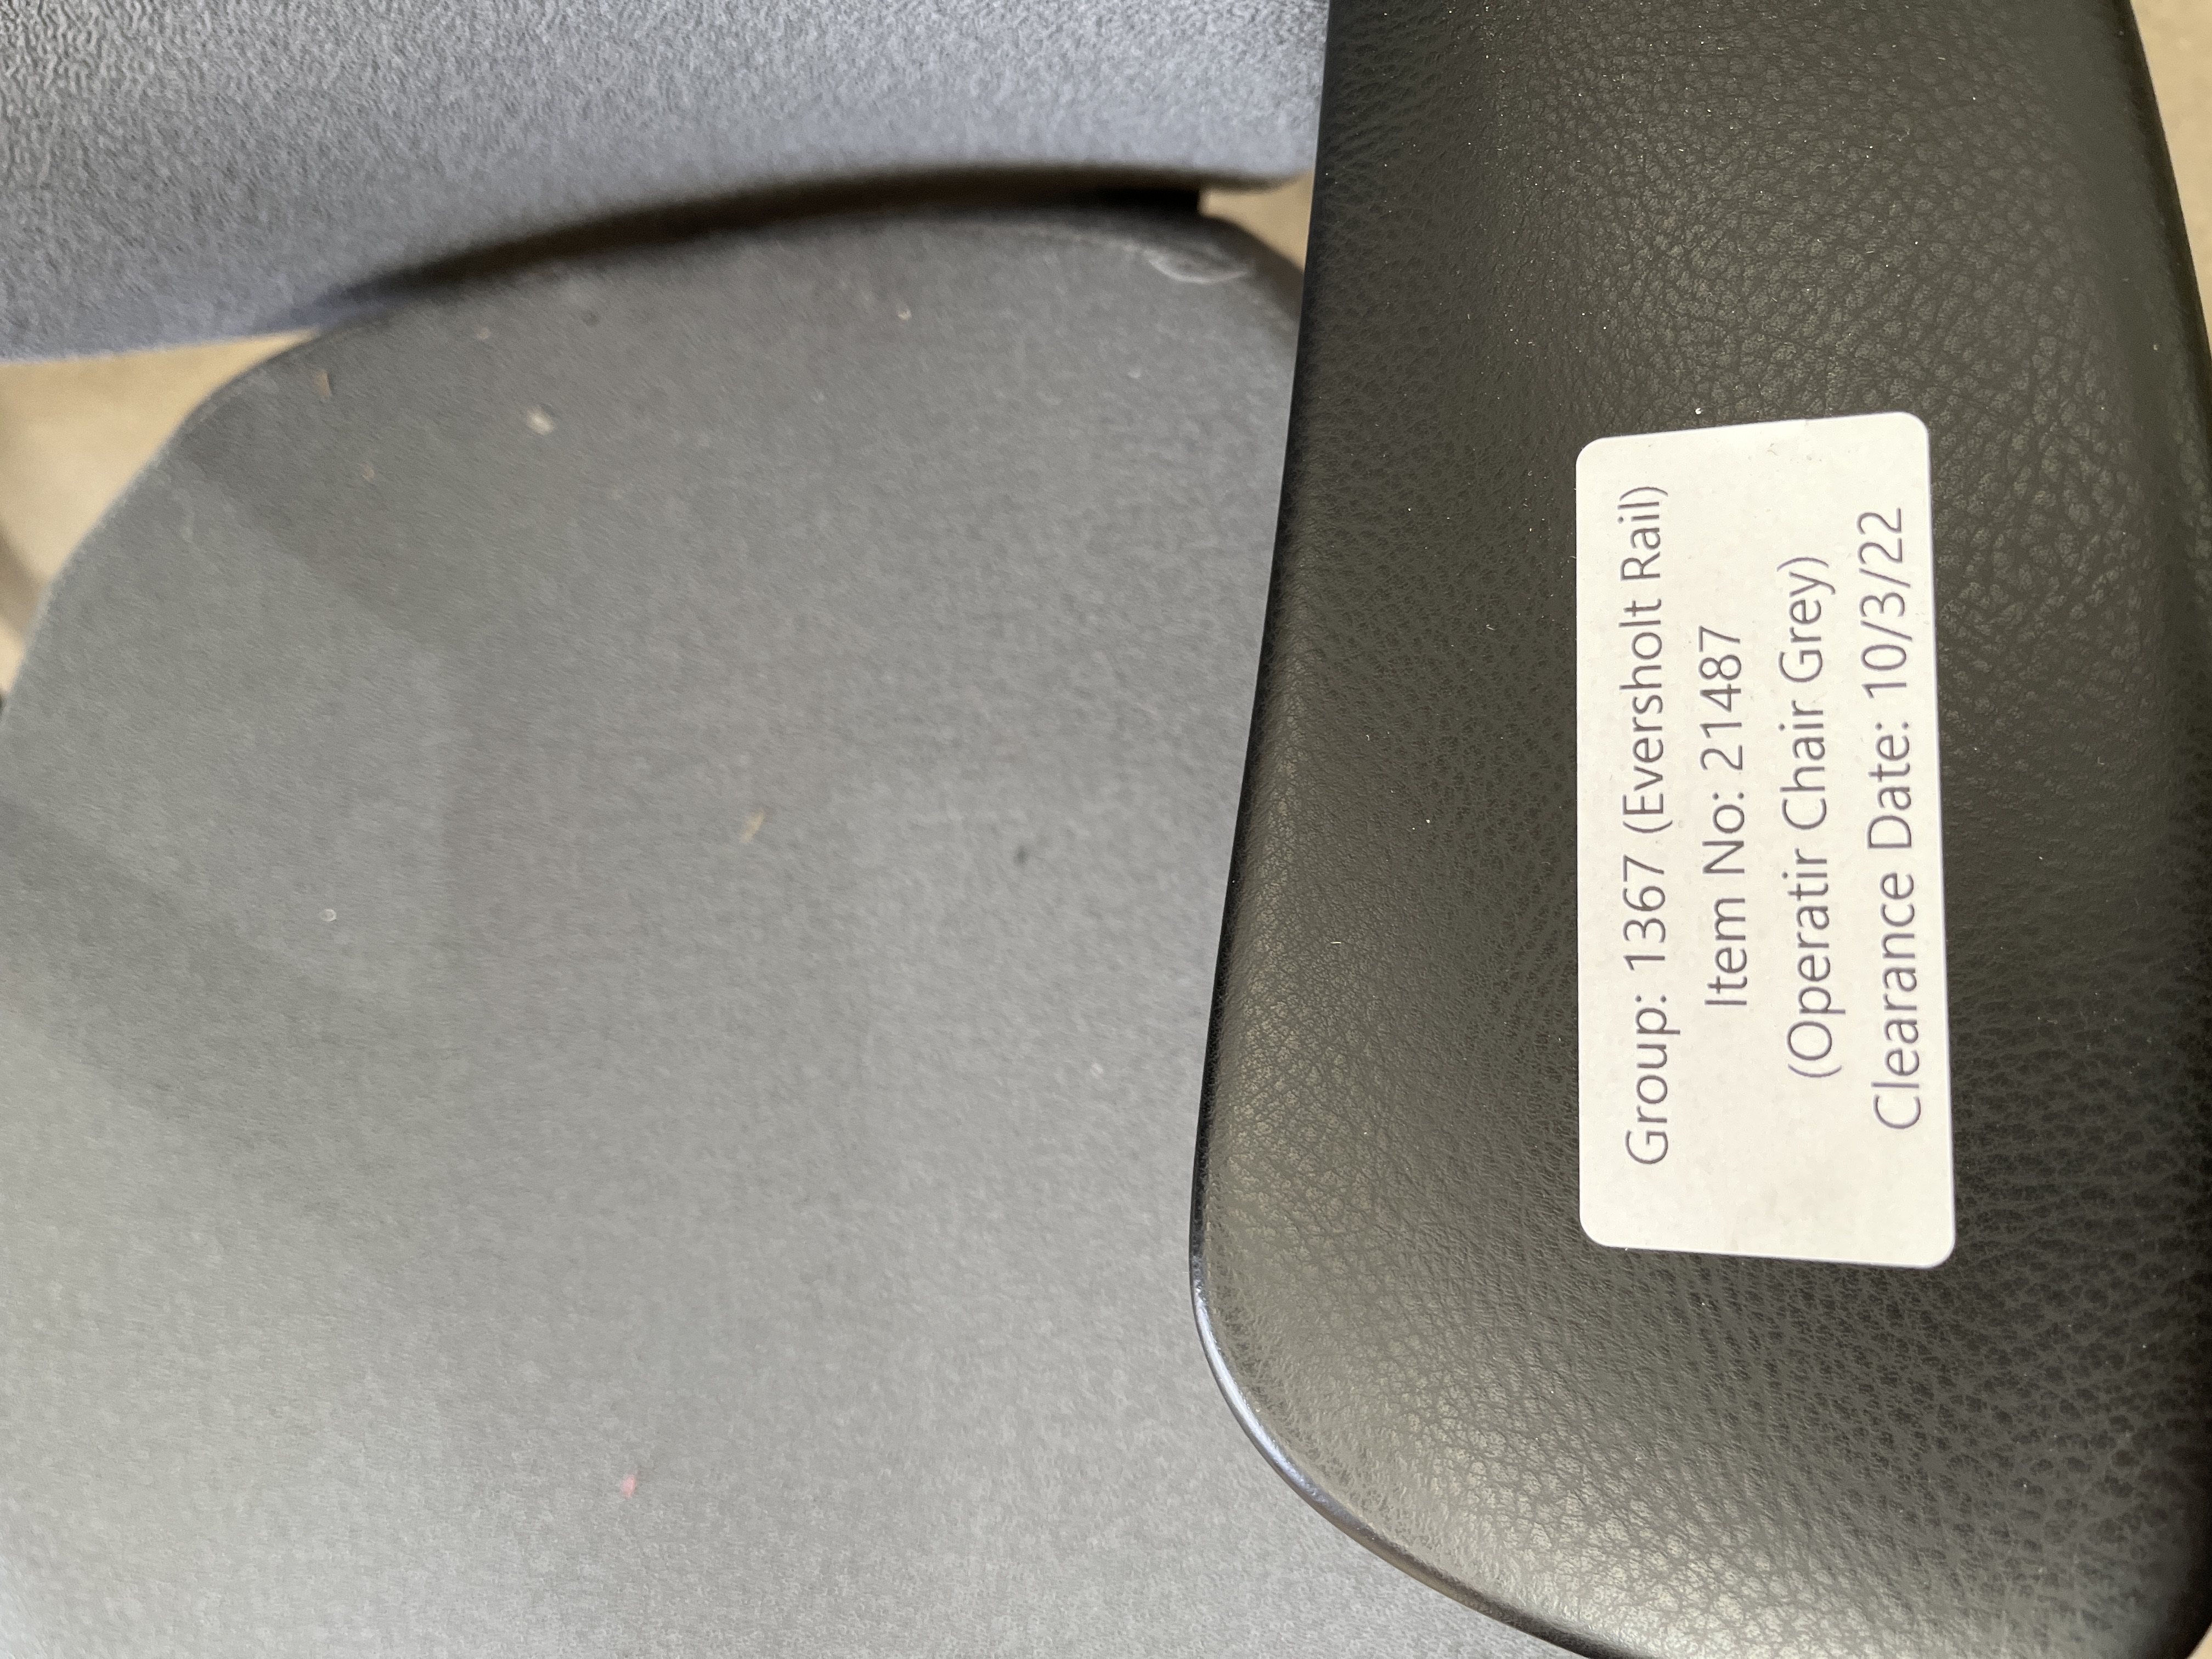 Group: 1367 (Eversholt Rail)
Item No: 21487
(Operatir Chair Grey)
Clearance Date: 10/3/22